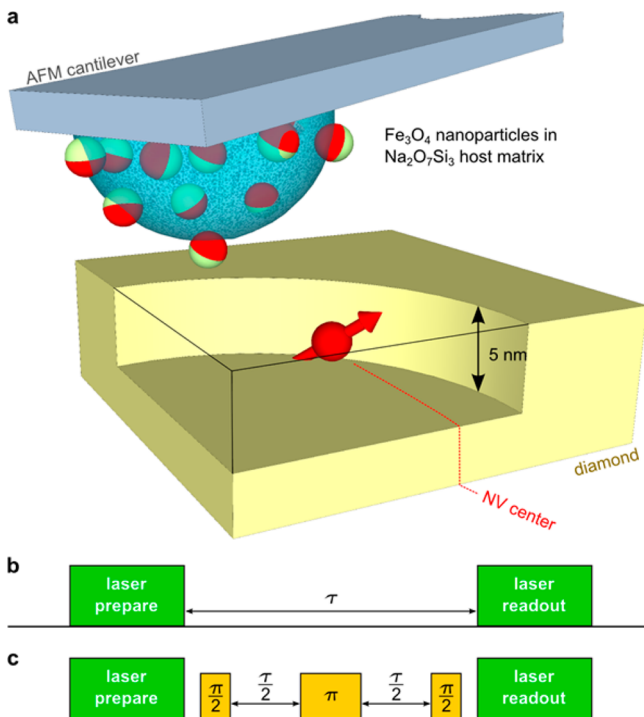 a
AFM cantilever
Fe₃O₄ nanoparticles in
Na₂O₇Si₃ host matrix
5 nm
diamond
NV center
b
laser
prepare
τ
laser
readout
c
laser
prepare
π/2
τ/2
π
τ/2
π/2
laser
readout